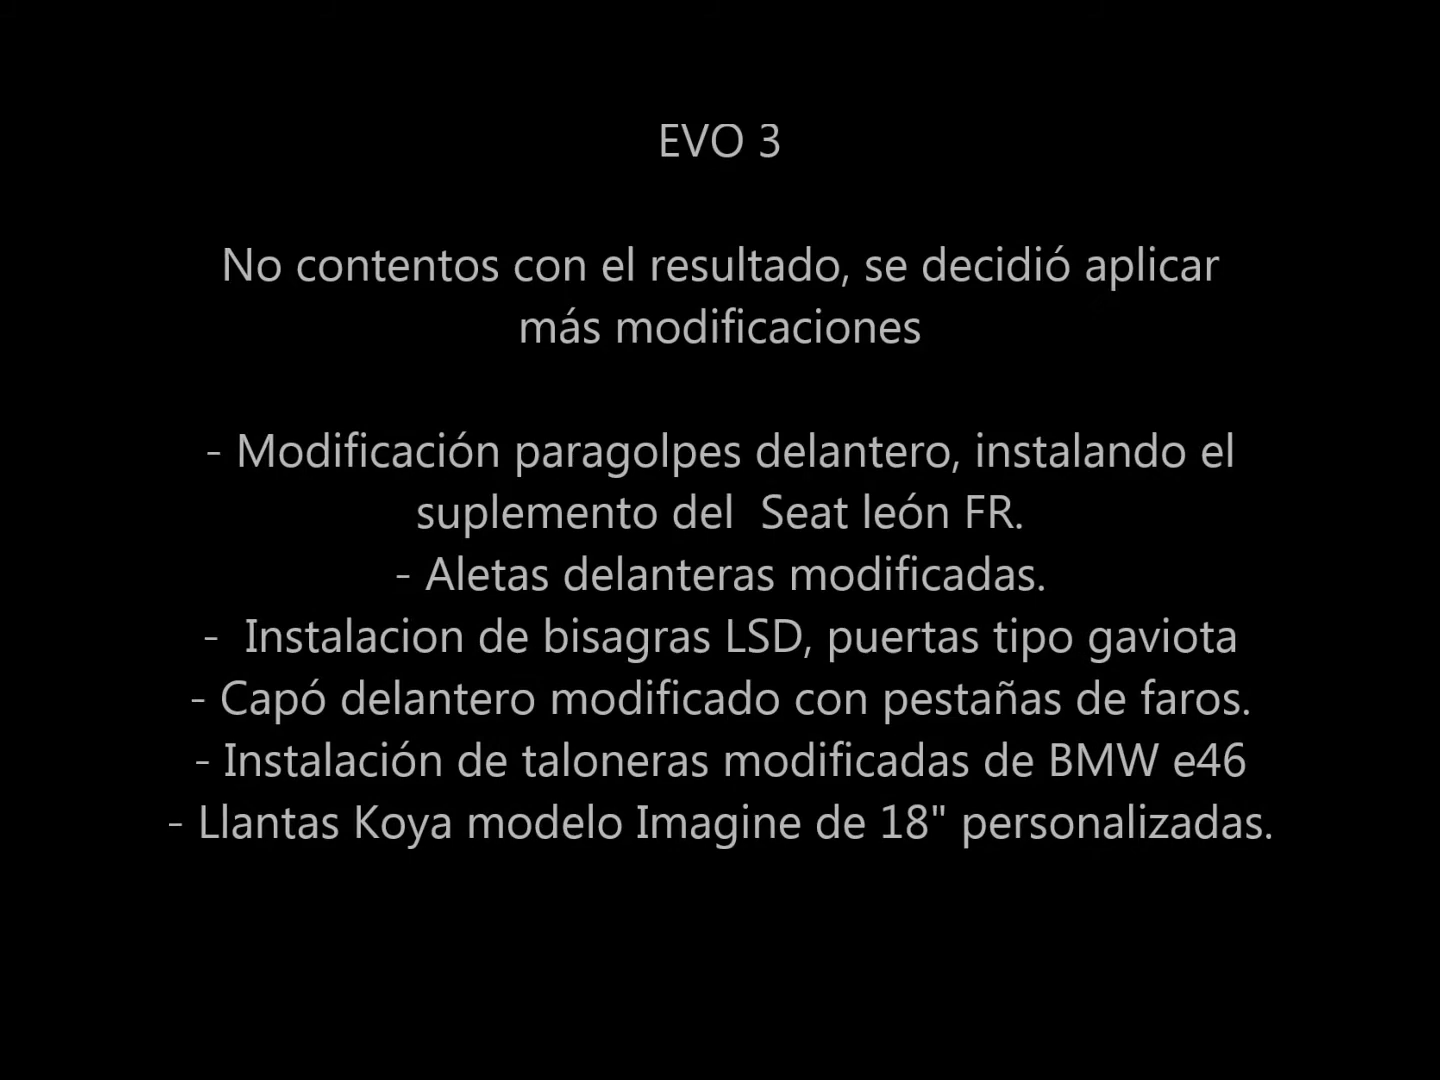 EVO 3
No contentos con el resultado, se decidió aplicar
más modificaciones
- Modificación paragolpes delantero, instalando el
suplemento del  Seat león FR.
- Aletas delanteras modificadas.
-  Instalacion de bisagras LSD, puertas tipo gaviota
- Capó delantero modificado con pestañas de faros.
- Instalación de taloneras modificadas de BMW e46
- Llantas Koya modelo Imagine de 18" personalizadas.